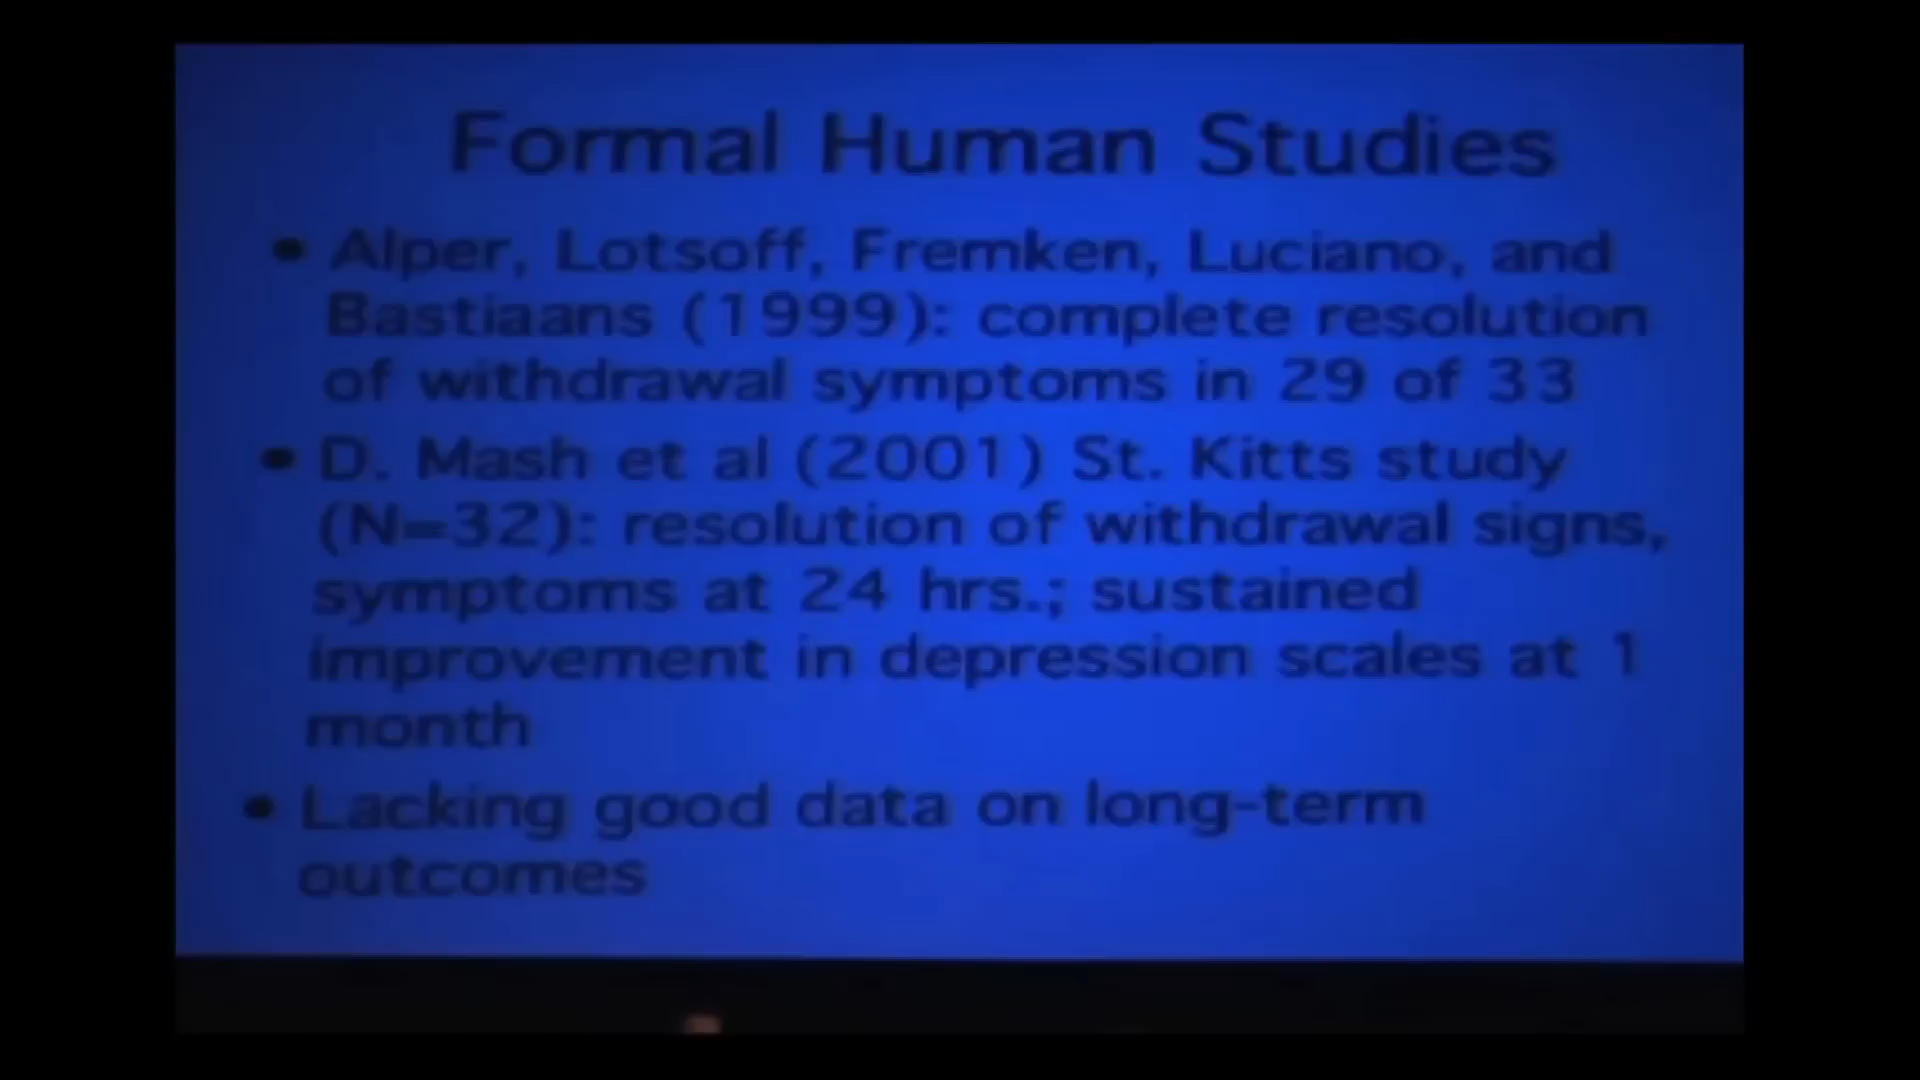 Formal Human Studies
• Alper, Lotsoff, Fremken, Luciano, and
Bastiaans (1999): complete resolution
of withdrawal symptoms in 29 of 33
• D. Mash et al (2001) St. Kitts study
(N=32): resolution of withdrawal signs,
symptoms at 24 hrs.; sustained
improvement in depression scales at 1
month
• Lacking good data on long-term
outcomes